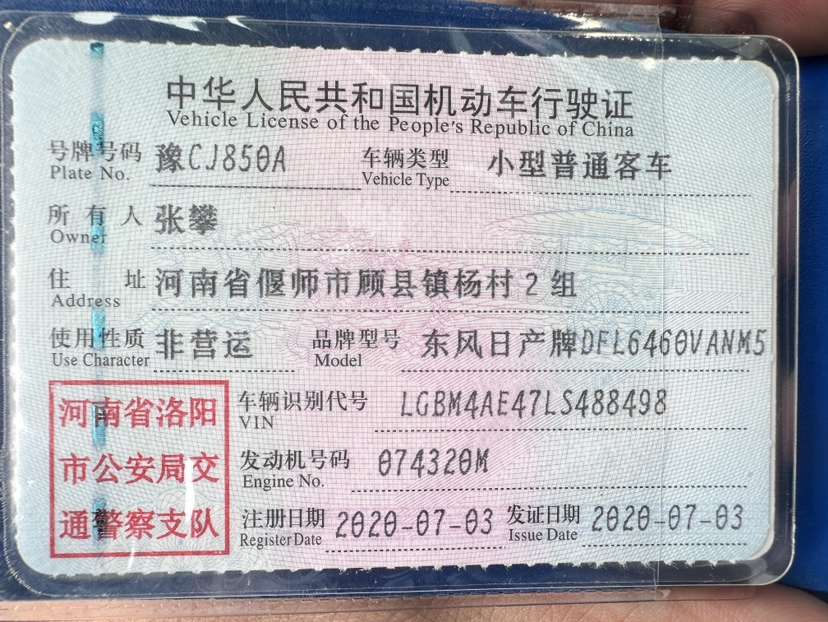 中华人民共和国机动车行驶证
Vehicle License of the People's Republic of China
号牌号码 豫CJ850A 车辆类型 小型普通客车
Plate No. Vehicle Type
所有人 张攀
Owner
住址 河南省偃师市顾县镇杨村2组
Address
使用性质 非营运 品牌型号 东风日产牌DFL6460VANM5
Use Character Model
河南省洛阳
市公安局交
通警察支队
车辆识别代号 LGBM4AE47LS488498
VIN
发动机号码 074320M
Engine No.
注册日期 2020-07-03 发证日期 2020-07-03
Register Date Issue Date